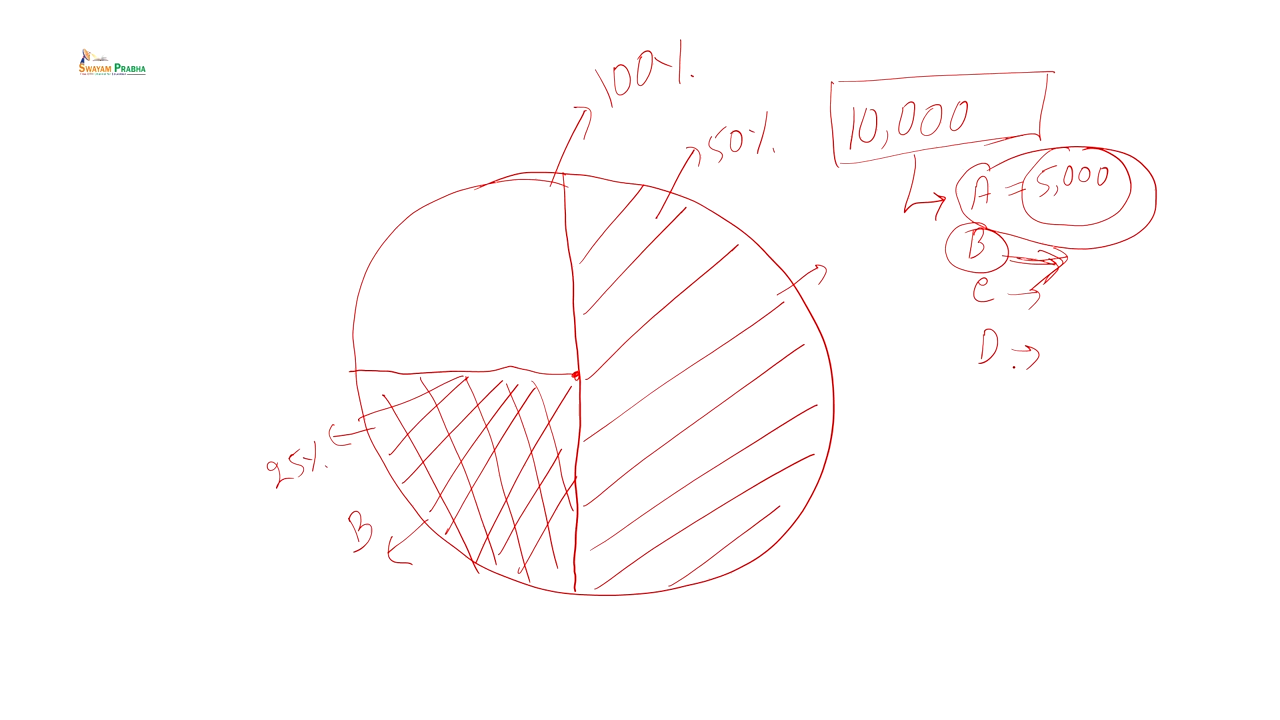 SWAYAM PRABHA
100%.
50%.
10,000
A = 5,000
B
C →
D →
25%.
B